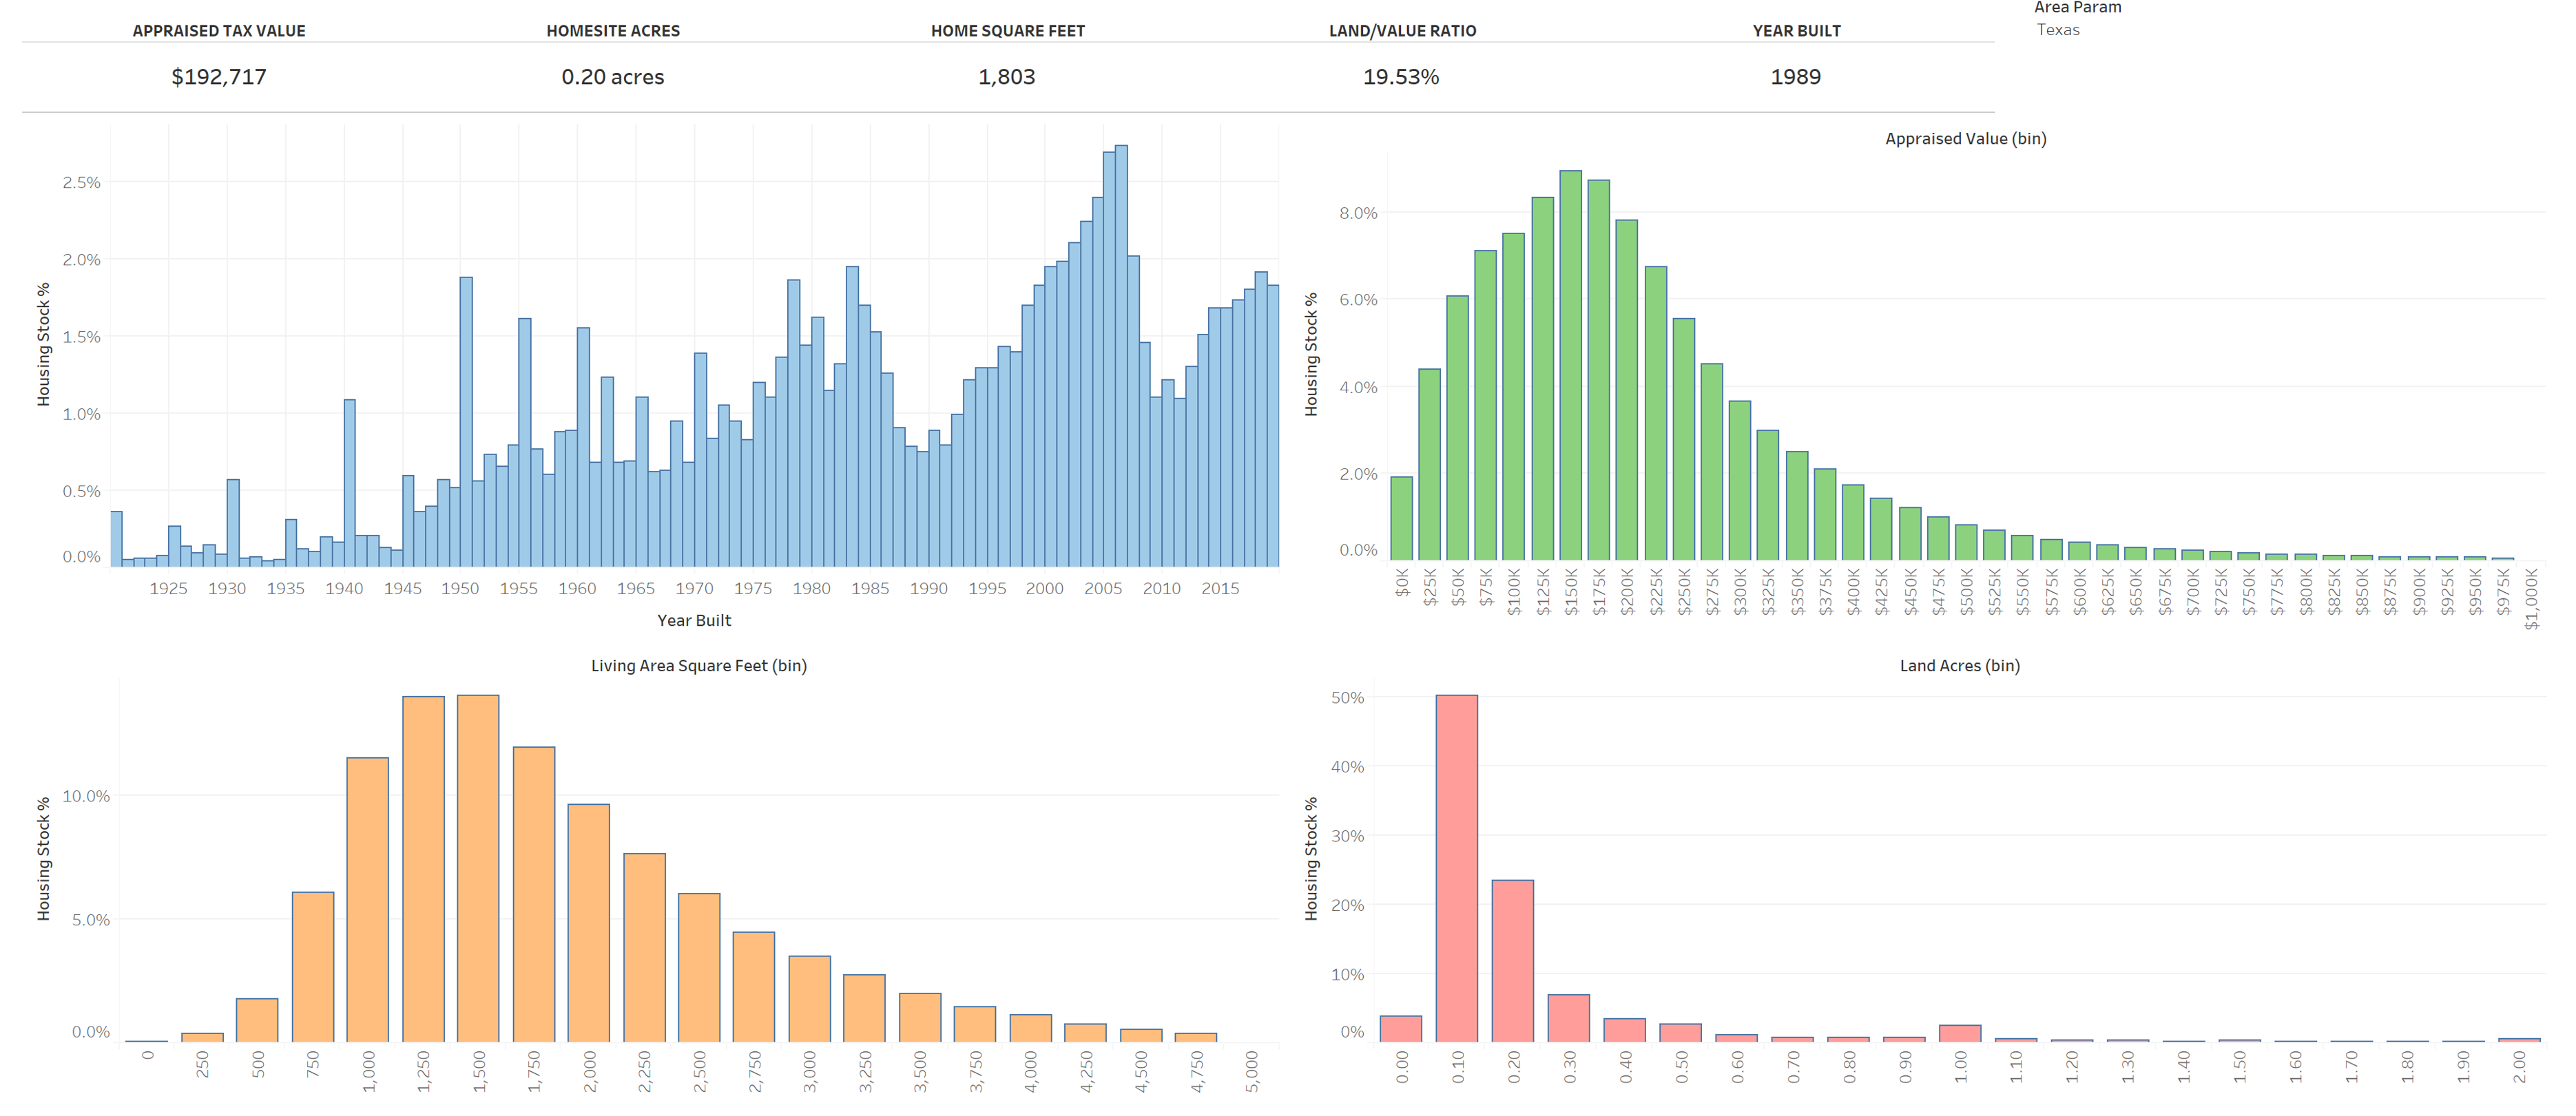 Area Param
Texas
APPRAISED TAX VALUE HOMESITE ACRES HOME SQUARE FEET LAND/VALUE RATIO YEAR BUILT
$192,717 0.20 acres 1,803 19.53% 1989
Housing Stock %
2.5%
2.0%
1.5%
1.0%
0.5%
0.0%
1925 1930 1935 1940 1945 1950 1955 1960 1965 1970 1975 1980 1985 1990 1995 2000 2005 2010 2015
Year Built
Appraised Value (bin)
Housing Stock %
8.0%
6.0%
4.0%
2.0%
0.0%
$0K $25K $50K $75K $100K $125K $150K $175K $200K $225K $250K $275K $300K $325K $350K $375K $400K $425K $450K $475K $500K $525K $550K $575K $600K $625K $650K $675K $700K $725K $750K $775K $800K $825K $850K $875K $900K $925K $950K $975K $1,000K
Living Area Square Feet (bin)
Housing Stock %
10.0%
5.0%
0.0%
0 250 500 750 1,000 1,250 1,500 1,750 2,000 2,250 2,500 2,750 3,000 3,250 3,500 3,750 4,000 4,250 4,500 4,750 5,000
Land Acres (bin)
Housing Stock %
50%
40%
30%
20%
10%
0%
0.00 0.10 0.20 0.30 0.40 0.50 0.60 0.70 0.80 0.90 1.00 1.10 1.20 1.30 1.40 1.50 1.60 1.70 1.80 1.90 2.00